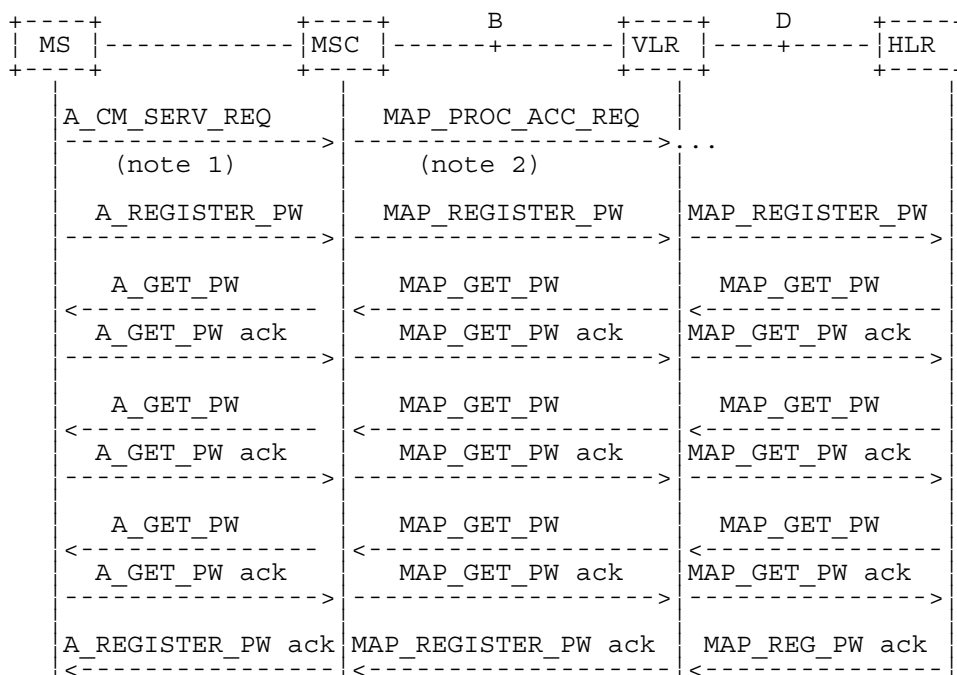 B D
MS MSC VLR HLR
A_CM_SERV_REQ MAP_PROC_ACC_REQ
...
(note 1) (note 2)
A_REGISTER_PW MAP_REGISTER_PW MAP_REGISTER_PW
A_GET_PW MAP_GET_PW MAP_GET_PW
A_GET_PW ack MAP_GET_PW ack MAP_GET_PW ack
A_GET_PW MAP_GET_PW MAP_GET_PW
A_GET_PW ack MAP_GET_PW ack MAP_GET_PW ack
A_GET_PW MAP_GET_PW MAP_GET_PW
A_GET_PW ack MAP_GET_PW ack MAP_GET_PW ack
A_REGISTER_PW ack MAP_REGISTER_PW ack MAP_REG_PW ack